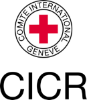 COMITE INTERNATIONAL
GENEVE
CICR